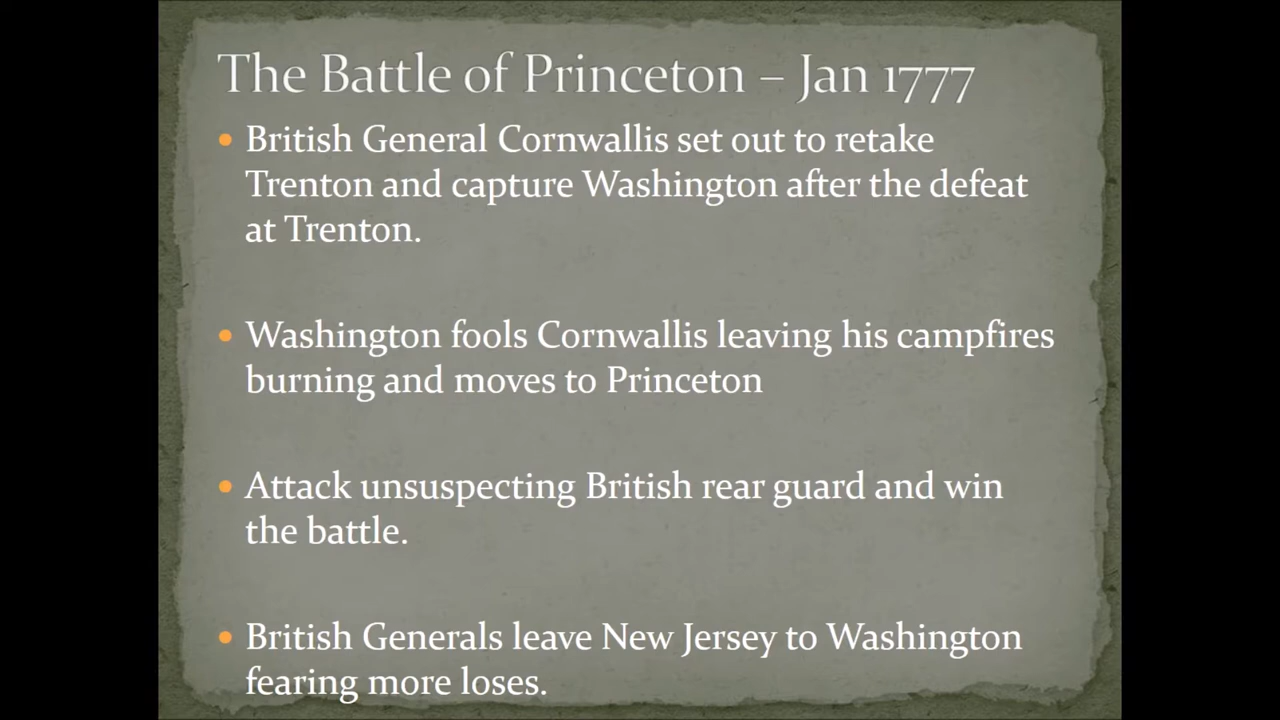 The Battle of Princeton – Jan 1777
• British General Cornwallis set out to retake
Trenton and capture Washington after the defeat
at Trenton.
• Washington fools Cornwallis leaving his campfires
burning and moves to Princeton
• Attack unsuspecting British rear guard and win
the battle.
• British Generals leave New Jersey to Washington
fearing more loses.